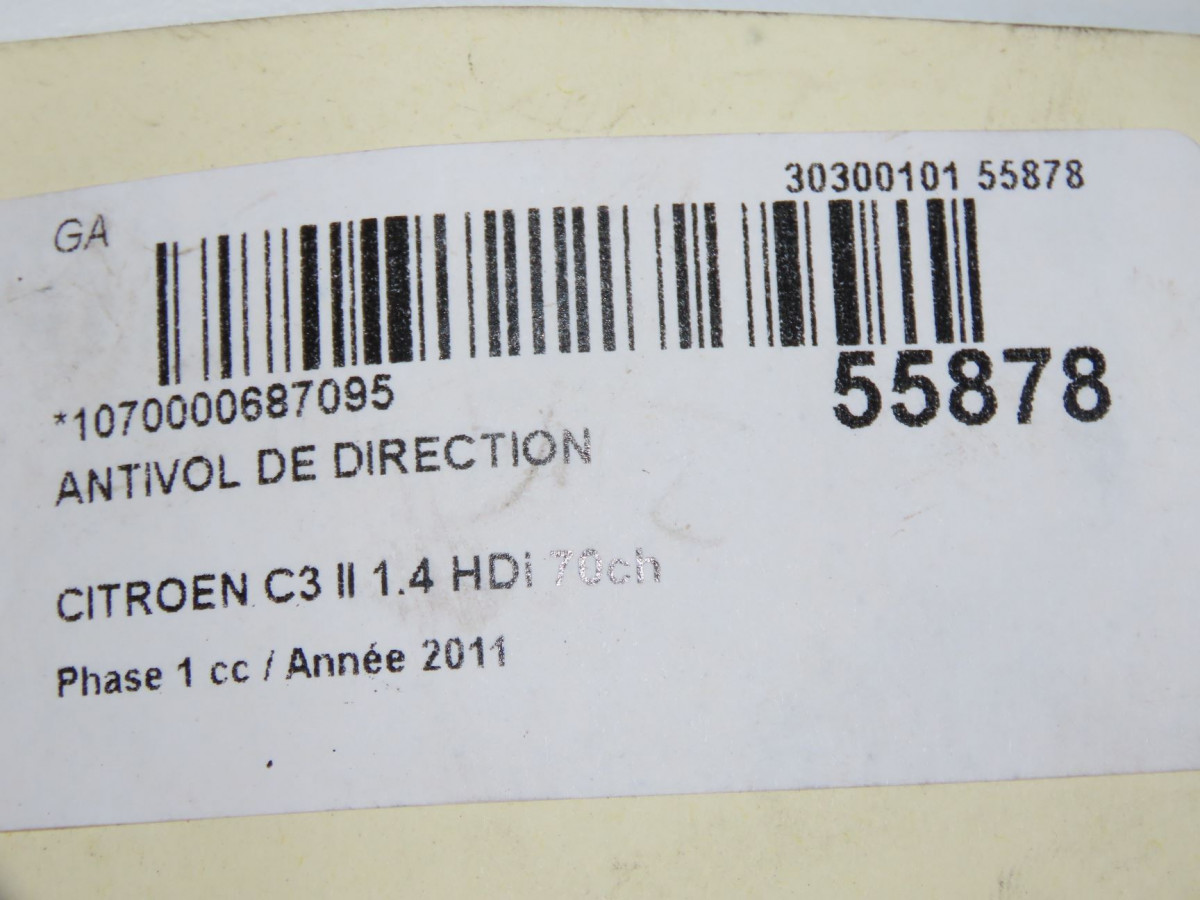 30300101 55878
GA
*1070000687095
55878
ANTIVOL DE DIRECTION
CITROEN C3 II 1.4 HDi 70ch
Phase 1 cc / Année 2011